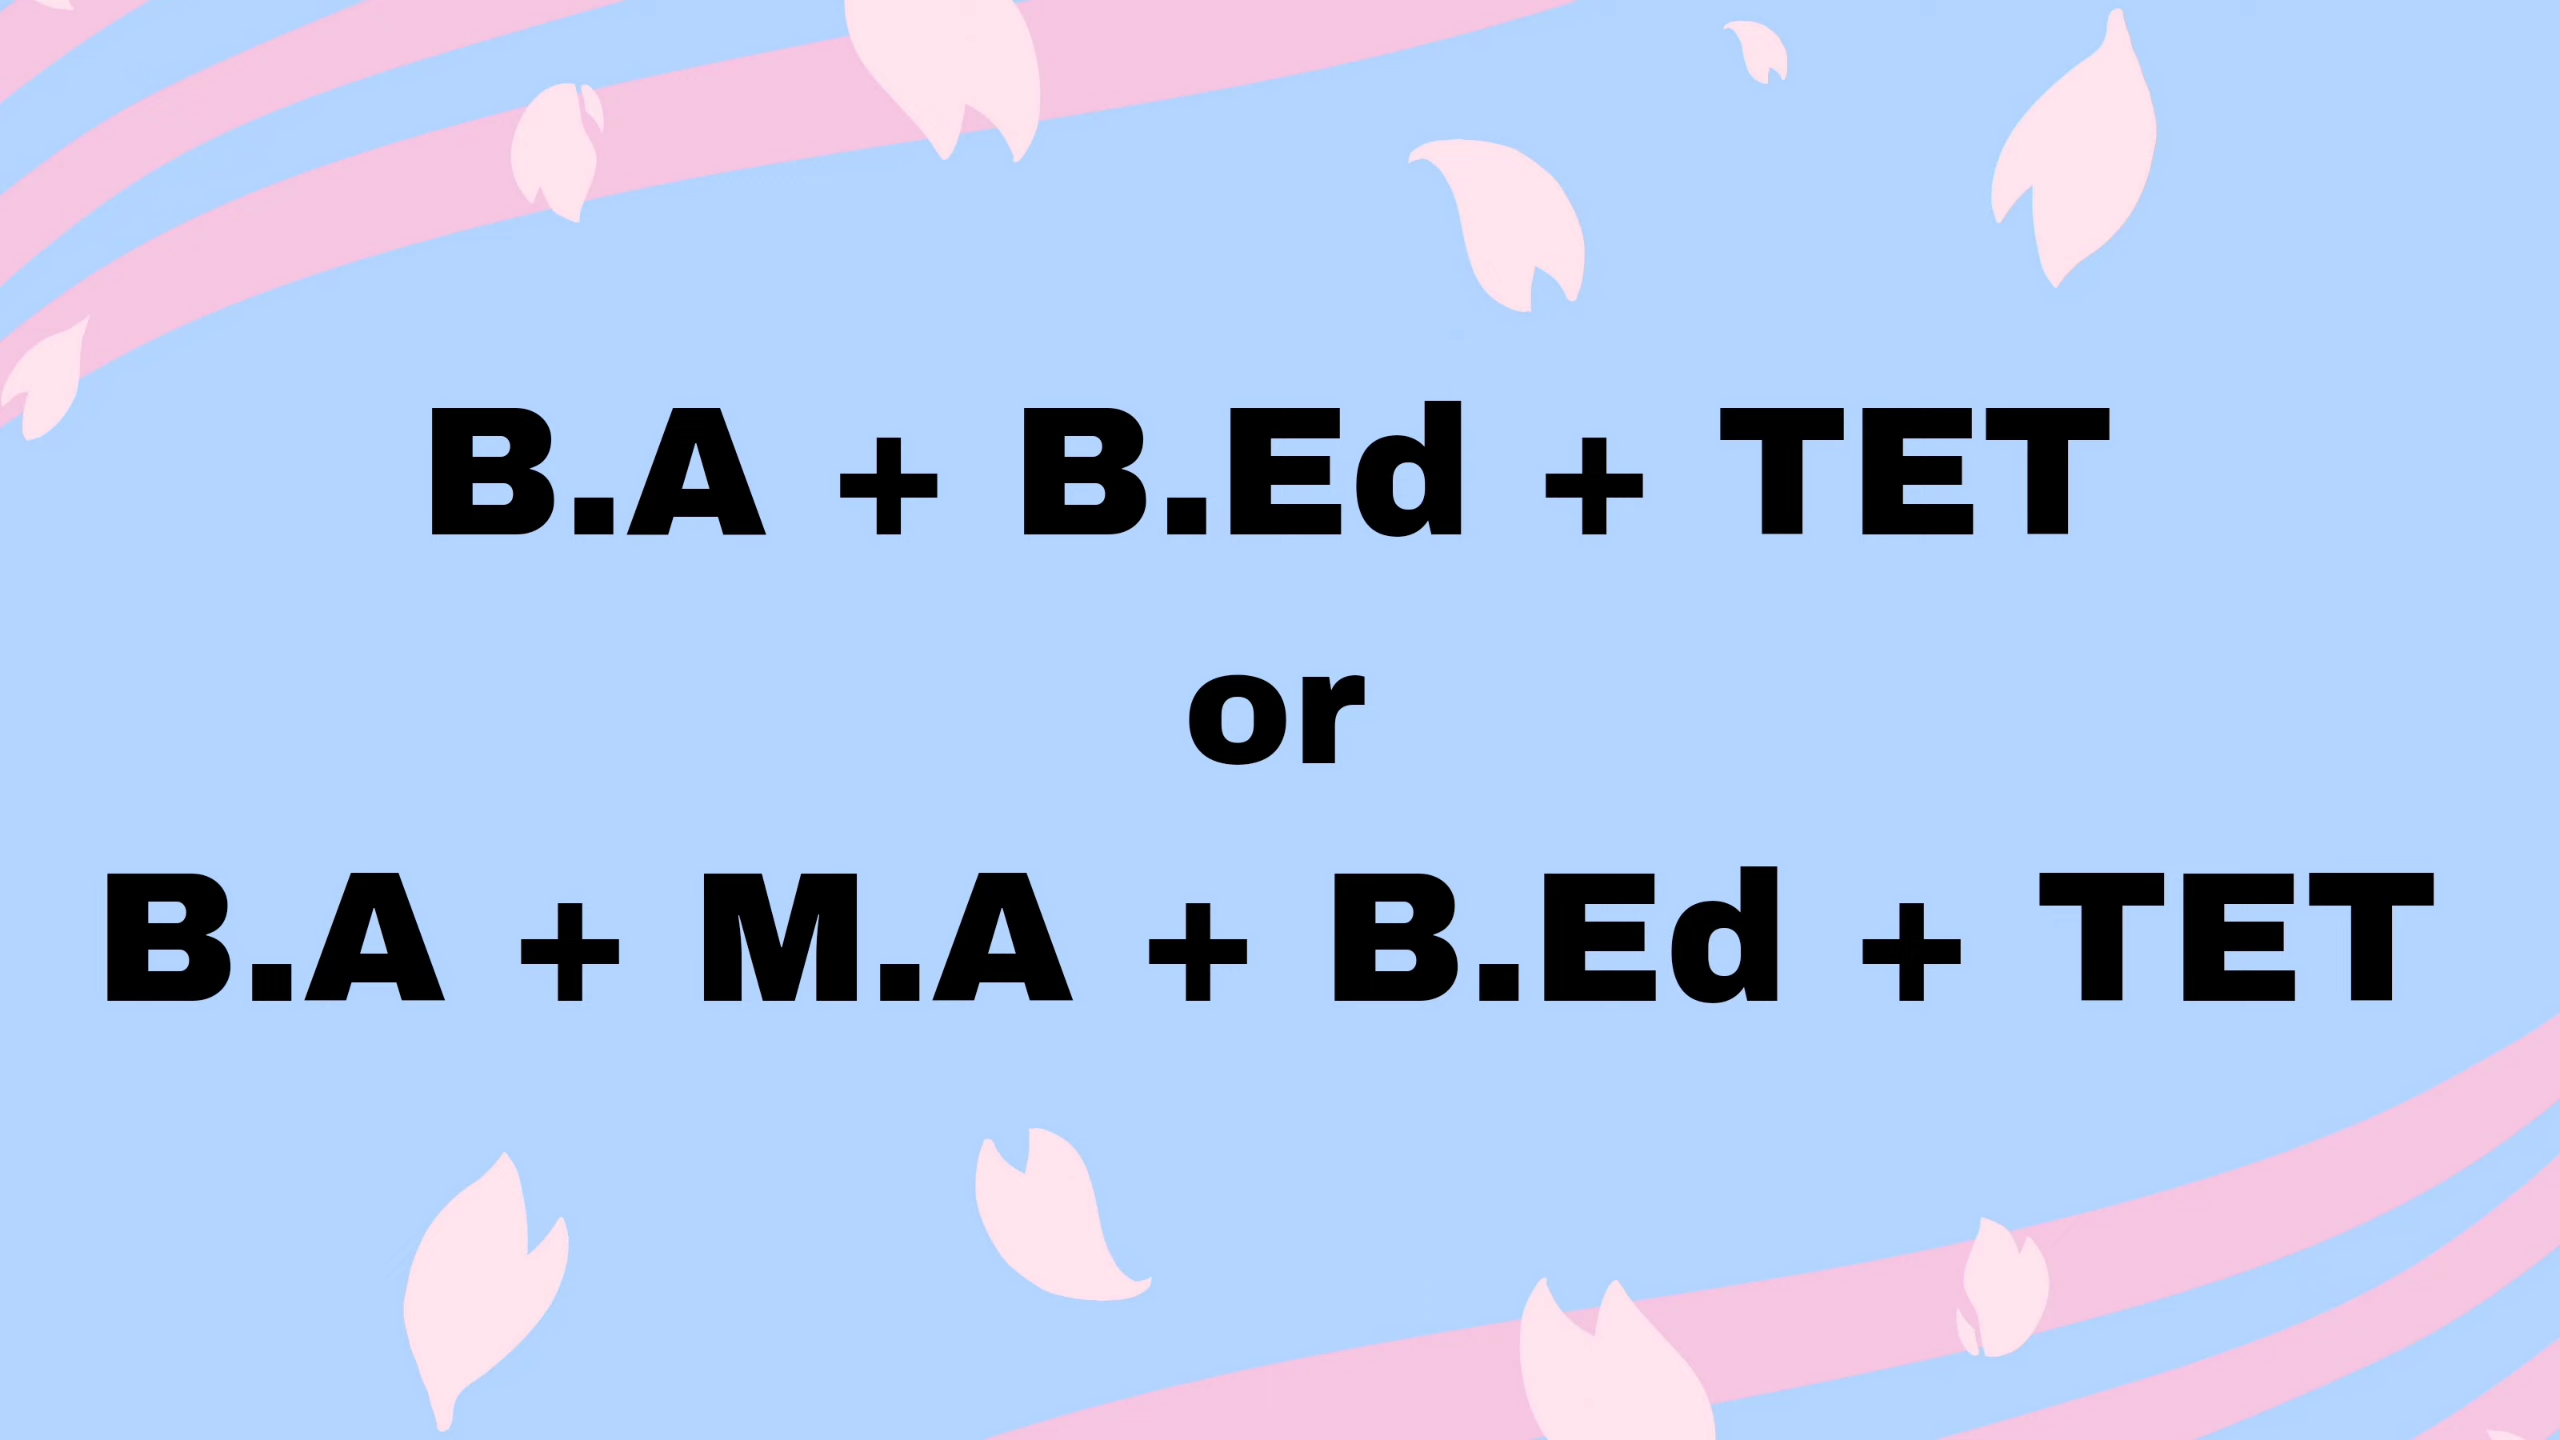 B.A + B.Ed + TET
or
B.A + M.A + B.Ed + TET